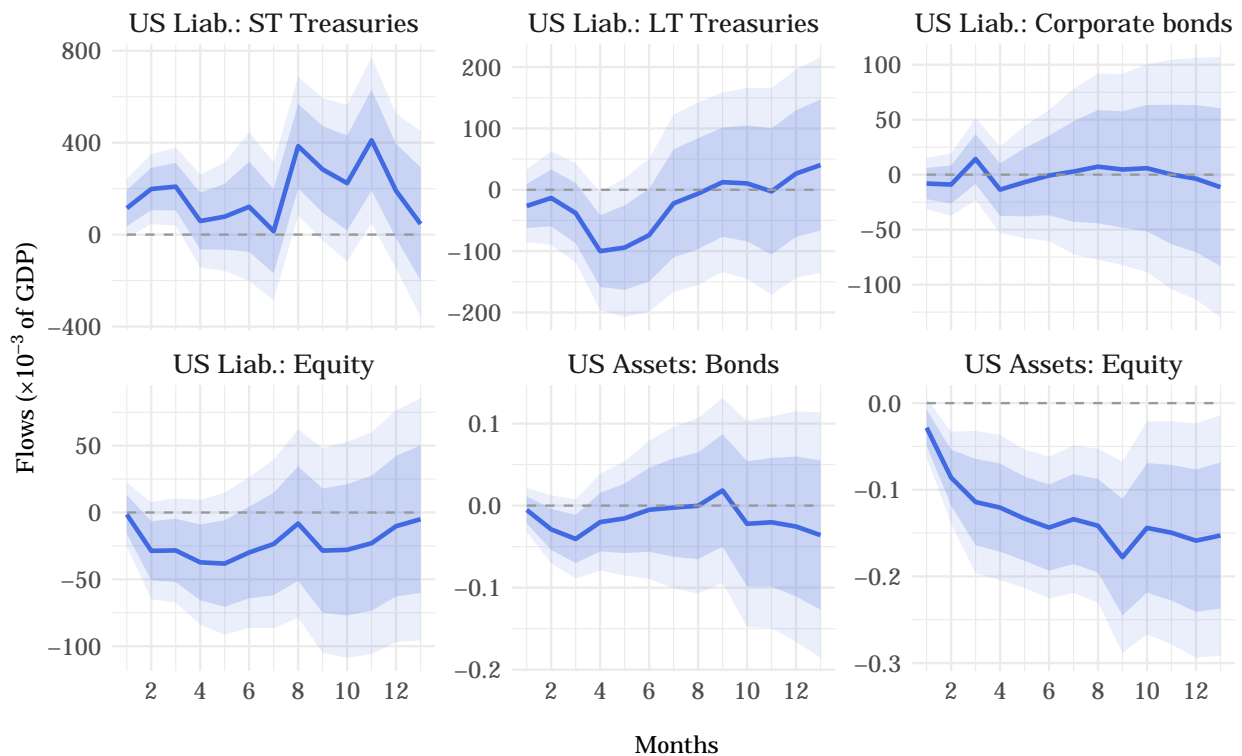 US Liab.: ST Treasuries
US Liab.: LT Treasuries
US Liab.: Corporate bonds
800
400
0
−400
200
100
0
−100
−200
100
50
0
−50
−100
Flows (×10⁻³ of GDP)
US Liab.: Equity
US Assets: Bonds
US Assets: Equity
50
0
−50
−100
0.1
0.0
−0.1
−0.2
0.0
−0.1
−0.2
−0.3
2 4 6 8 10 12
2 4 6 8 10 12
2 4 6 8 10 12
Months